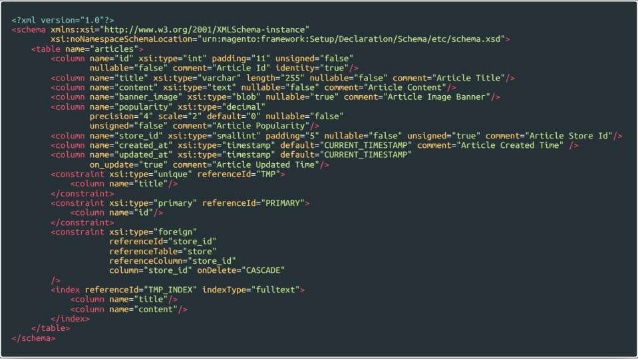 <?xml version="1.0"?>
<schema xmlns:xsi="http://www.w3.org/2001/XMLSchema-instance"
xsi:noNamespaceSchemaLocation="urn:magento:framework:Setup/Declaration/Schema/etc/schema.xsd">
<table name="articles">
<column name="id" xsi:type="int" padding="11" unsigned="false"
nullable="false" comment="Article Id" identity="true"/>
<column name="title" xsi:type="varchar" length="255" nullable="false" comment="Article Title"/>
<column name="content" xsi:type="text" nullable="false" comment="Article Content"/>
<column name="banner_image" xsi:type="blob" nullable="true" comment="Article Image Banner"/>
<column name="popularity" xsi:type="decimal"
precision="4" scale="2" default="0" nullable="false"
unsigned="false" comment="Article Popularity"/>
<column name="store_id" xsi:type="smallint" padding="5" nullable="false" unsigned="true" comment="Article Store Id"/>
<column name="created_at" xsi:type="timestamp" default="CURRENT_TIMESTAMP" comment="Article Created Time" />
<column name="updated_at" xsi:type="timestamp" default="CURRENT_TIMESTAMP"
on_update="true" comment="Article Updated Time"/>
<constraint xsi:type="unique" referenceId="TMP">
<column name="title"/>
</constraint>
<constraint xsi:type="primary" referenceId="PRIMARY">
<column name="id"/>
</constraint>
<constraint xsi:type="foreign"
referenceId="store_id"
referenceTable="store"
referenceColumn="store_id"
column="store_id" onDelete="CASCADE"
/>
<index referenceId="TMP_INDEX" indexType="fulltext">
<column name="title"/>
<column name="content"/>
</index>
</table>
</schema>